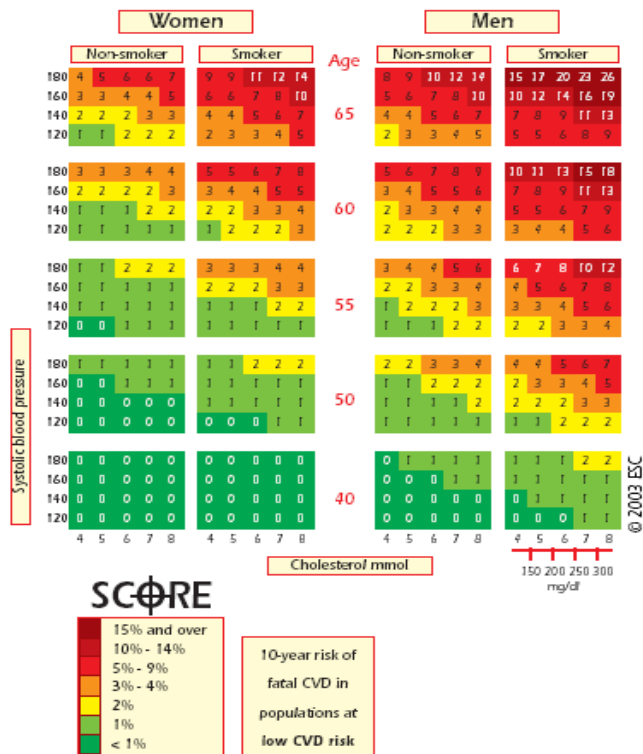 Women Men
Non-smoker Smoker Age Non-smoker Smoker
180 4 5 6 6 7 9 9 11 12 14 8 9 10 12 14 15 17 20 23 26
160 3 3 4 4 5 6 6 7 8 10 5 6 7 8 10 10 12 14 16 19
65
140 2 2 2 3 3 4 4 5 6 7 4 4 5 6 7 7 8 9 11 13
120 1 1 2 2 2 2 3 3 4 5 2 3 3 4 5 5 5 6 8 9
180 3 3 3 4 4 5 5 6 7 8 5 6 7 8 9 10 11 13 15 18
160 2 2 2 2 3 3 4 4 5 5 3 4 5 5 6 7 8 9 11 13
60
140 1 1 1 2 2 2 2 3 3 4 2 3 3 4 4 5 5 6 7 9
120 1 1 1 1 1 1 2 2 2 3 2 2 2 3 3 3 4 4 5 6
180 1 1 2 2 2 3 3 3 4 4 3 4 4 5 6 6 7 8 10 12
160 1 1 1 1 1 2 2 2 3 3 2 2 3 3 4 4 5 6 7 8
55
140 1 1 1 1 1 1 1 1 2 2 1 2 2 2 3 3 3 4 5 6
120 0 0 1 1 1 1 1 1 1 1 1 1 1 2 2 2 2 3 3 4
180 1 1 1 1 1 1 1 2 2 2 2 2 3 3 4 4 4 5 6 7
160 0 0 1 1 1 1 1 1 1 1 1 1 2 2 2 2 3 3 4 5
50
140 0 0 0 0 0 1 1 1 1 1 1 1 1 1 2 2 2 2 3 3
120 0 0 0 0 0 0 0 0 1 1 1 1 1 1 1 1 1 2 2 2
180 0 0 0 0 0 0 0 0 0 0 0 1 1 1 1 1 1 1 2 2
160 0 0 0 0 0 0 0 0 0 0 0 0 0 1 1 1 1 1 1 1
40
140 0 0 0 0 0 0 0 0 0 0 0 0 0 0 0 0 1 1 1 1
120 0 0 0 0 0 0 0 0 0 0 0 0 0 0 0 0 0 0 1 1
4 5 6 7 8 4 5 6 7 8 4 5 6 7 8 4 5 6 7 8
Systolic blood pressure
© 2003 ESC
Cholesterol mmol
150 200 250 300
mg/dl
SCORE
15% and over
10% - 14%
5% - 9%
3% - 4%
2%
1%
< 1%
10-year risk of
fatal CVD in
populations at
low CVD risk